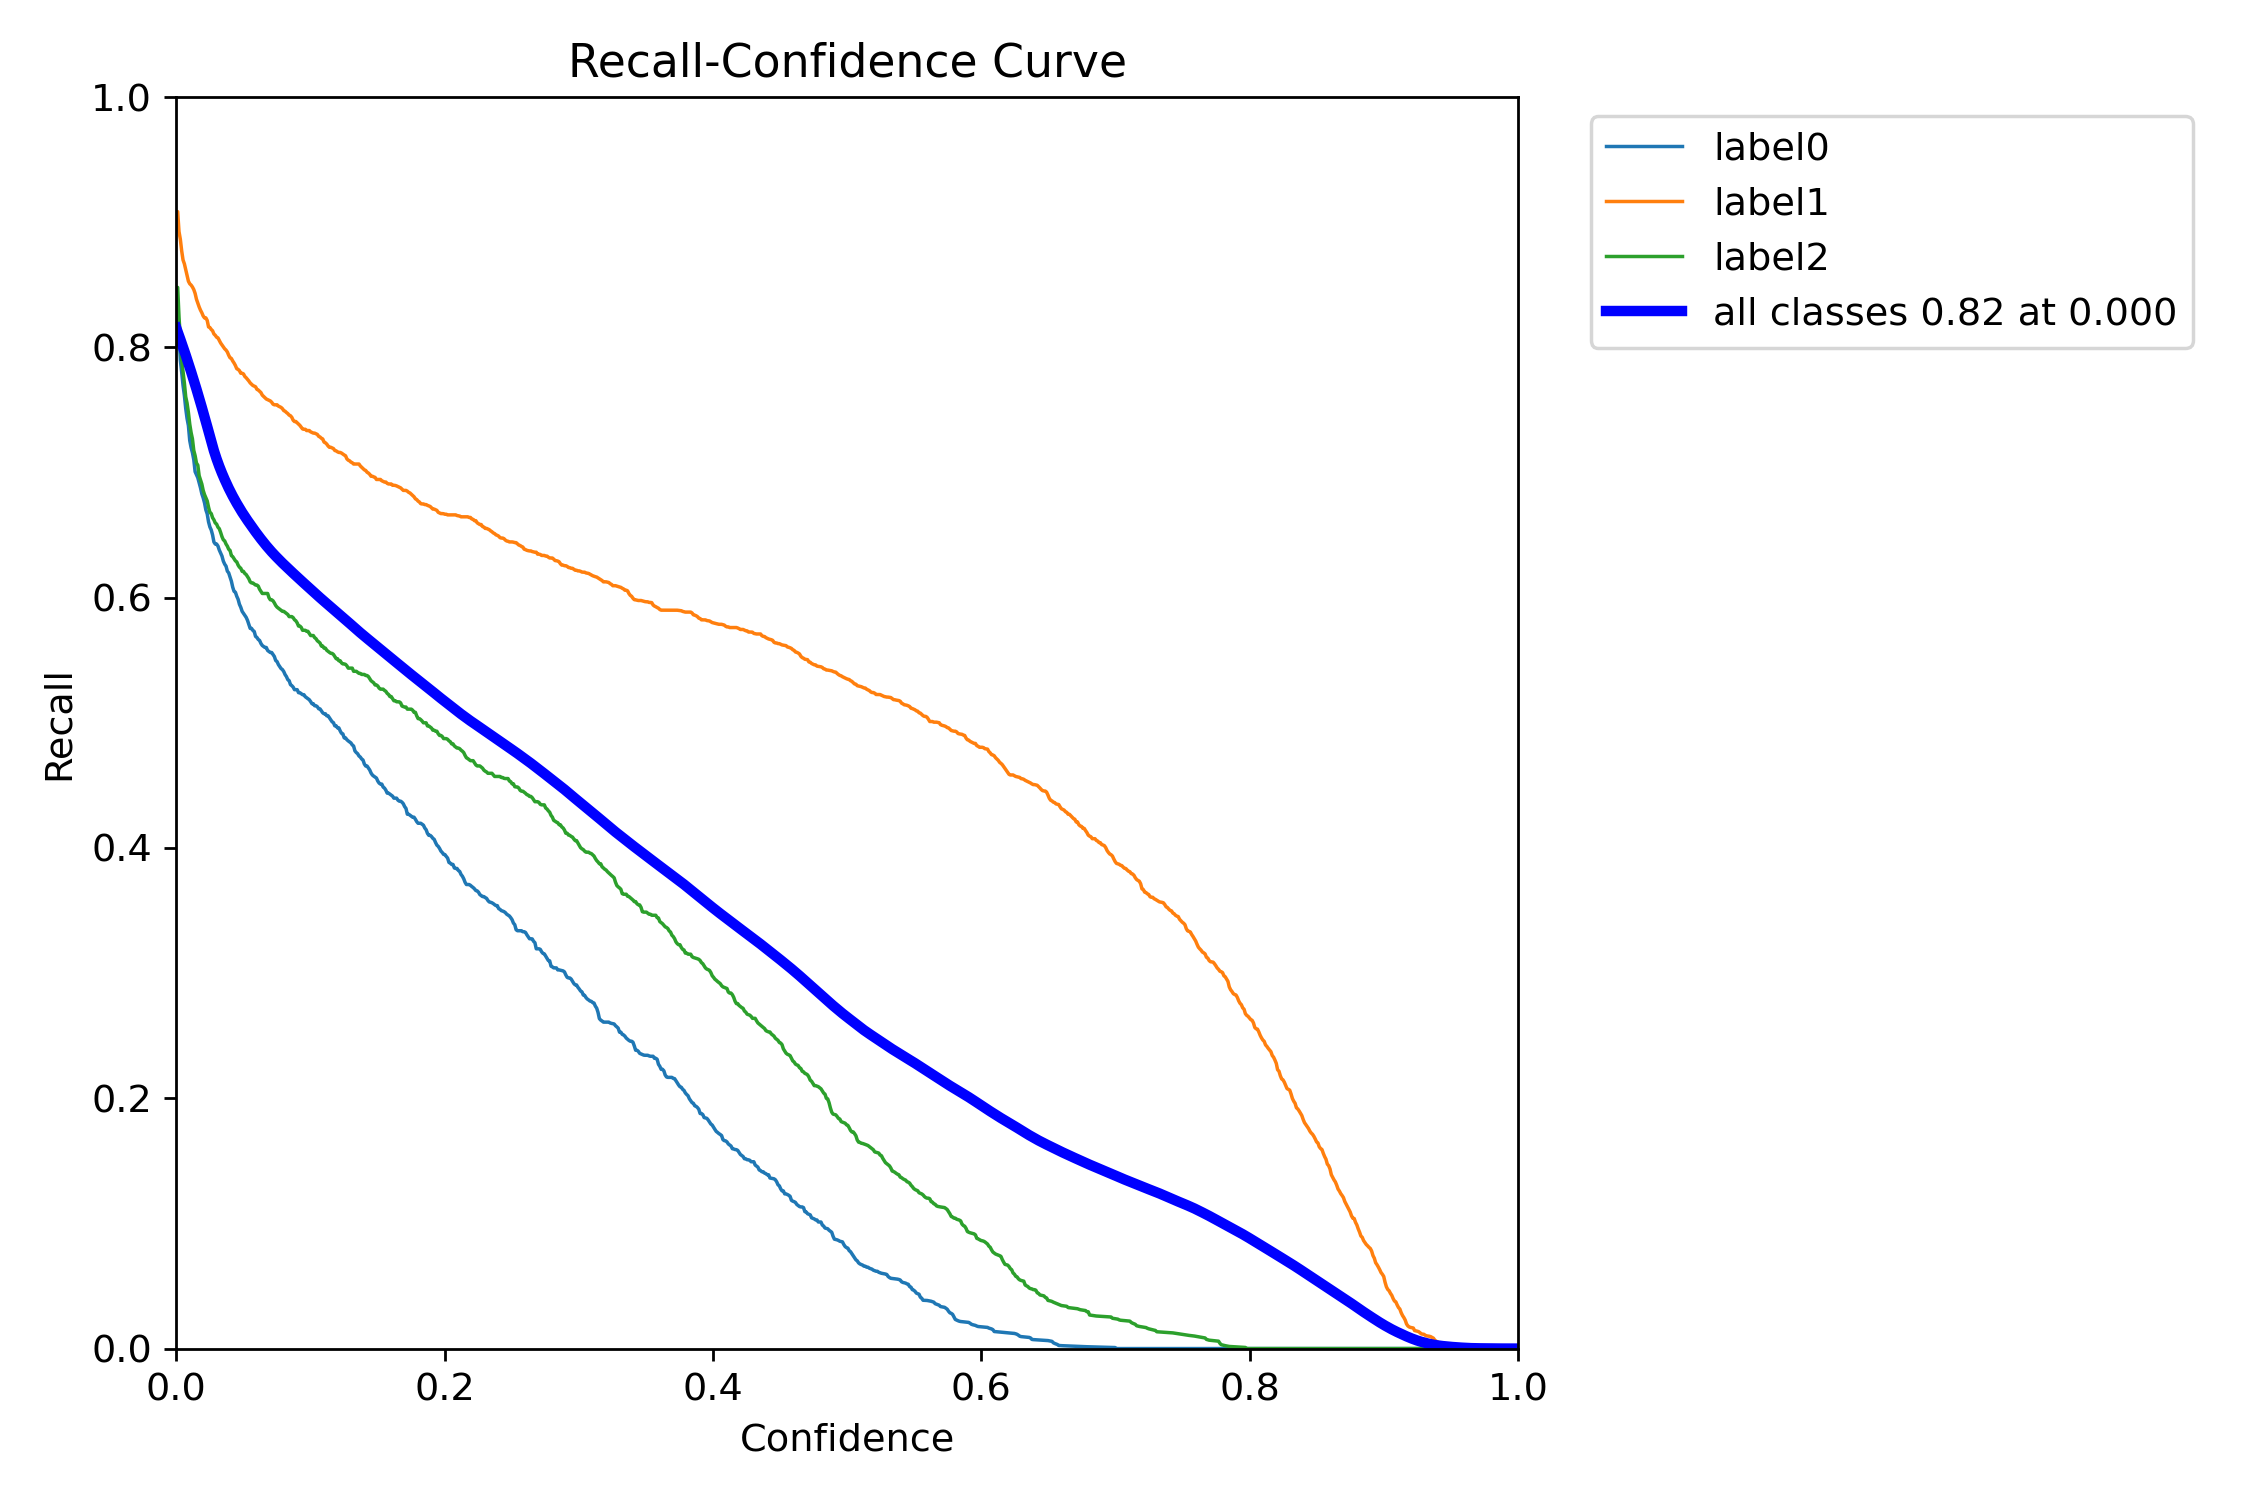 Recall-Confidence Curve
1.0
0.8
0.6
0.4
0.2
0.0
Recall
0.0 0.2 0.4 0.6 0.8 1.0
Confidence
label0
label1
label2
all classes 0.82 at 0.000